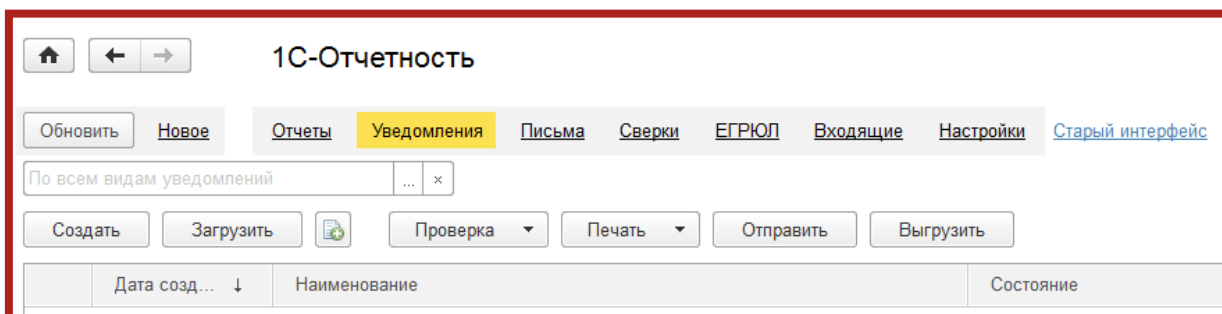 1С-Отчетность
Обновить Новое Отчеты Уведомления Письма Сверки ЕГРЮЛ Входящие Настройки Старый интерфейс
По всем видам уведомлений ... ×
Создать Загрузить Проверка Печать Отправить Выгрузить
Дата созд... ↓ Наименование Состояние